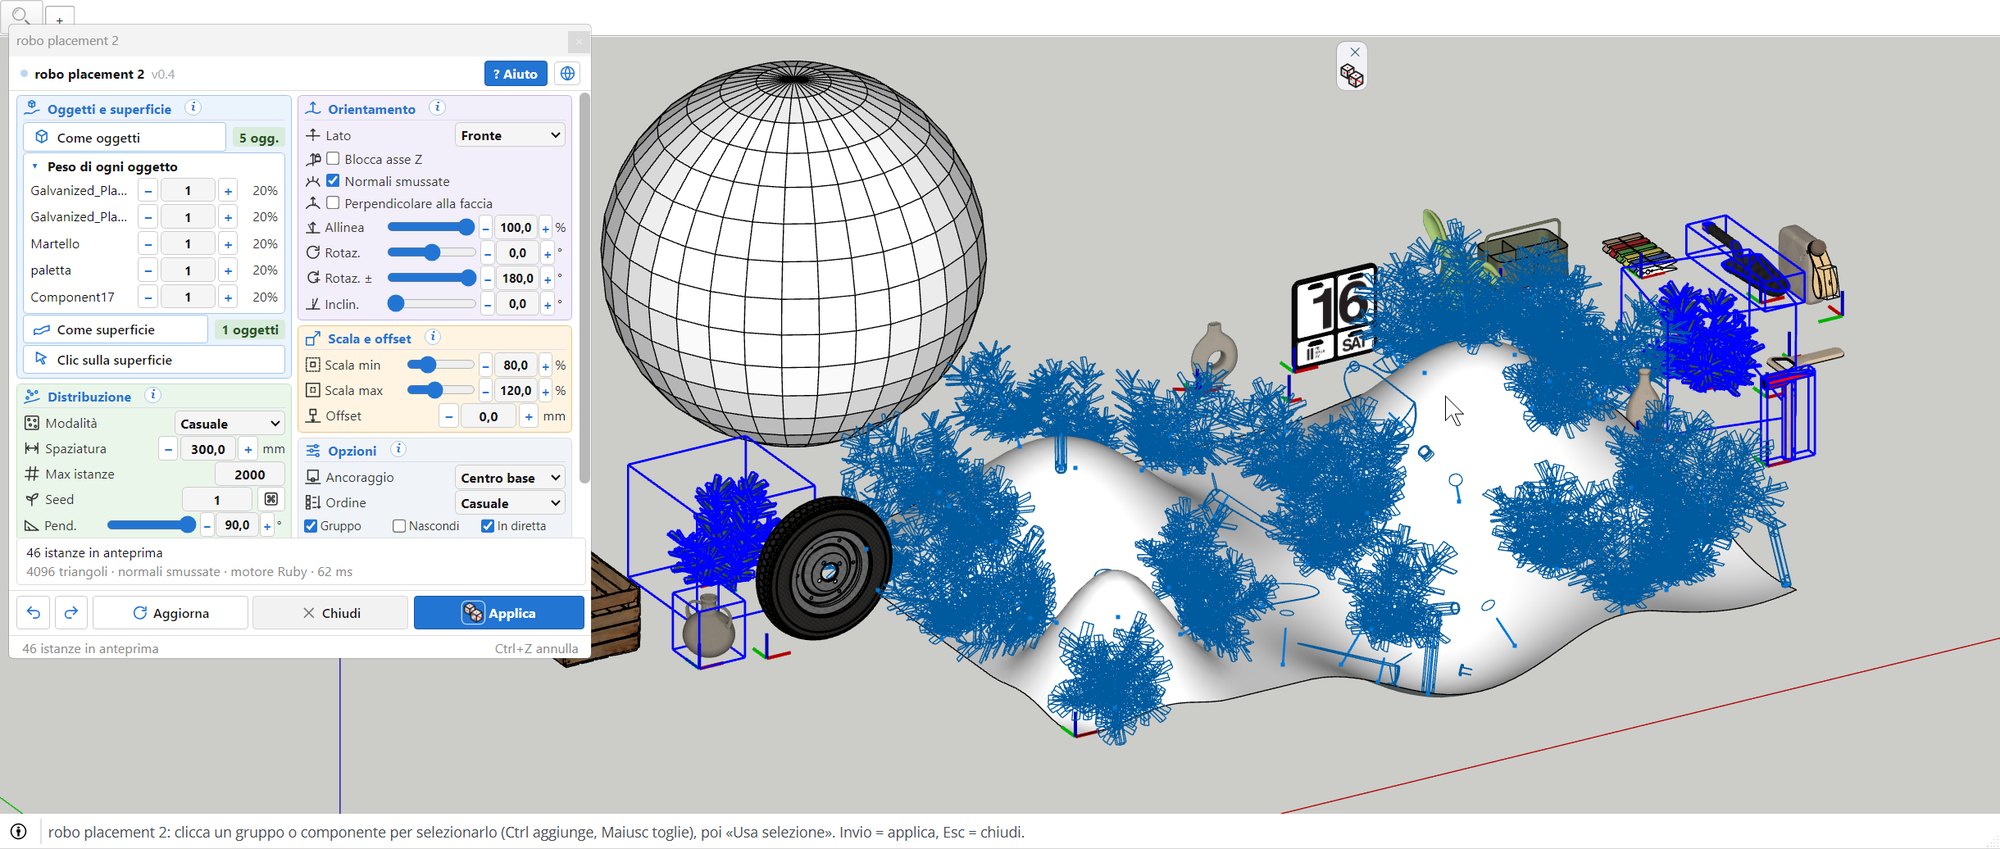 robo placement 2
robo placement 2 v0.4
? Aiuto
Oggetti e superficie
Come oggetti 5 ogg.
Peso di ogni oggetto
Galvanized_Pla... − 1 + 20%
Galvanized_Pla... − 1 + 20%
Martello − 1 + 20%
paletta − 1 + 20%
Component17 − 1 + 20%
Come superficie 1 oggetti
Clic sulla superficie
Distribuzione
Modalità Casuale
Spaziatura − 300,0 + mm
Max istanze 2000
Seed 1
Pend. − 90,0 + °
Orientamento
Lato Fronte
Blocca asse Z
Normali smussate
Perpendicolare alla faccia
Allinea − 100,0 + %
Rotaz. − 0,0 + °
Rotaz. ± − 180,0 + °
Inclin. − 0,0 + °
Scala e offset
Scala min − 80,0 + %
Scala max − 120,0 + %
Offset − 0,0 + mm
Opzioni
Ancoraggio Centro base
Ordine Casuale
Gruppo Nascondi In diretta
46 istanze in anteprima
4096 triangoli · normali smussate · motore Ruby · 62 ms
Aggiorna Chiudi Applica
46 istanze in anteprima Ctrl+Z annulla
16
SAT
robo placement 2: clicca un gruppo o componente per selezionarlo (Ctrl aggiunge, Maiusc toglie), poi «Usa selezione». Invio = applica, Esc = chiudi.